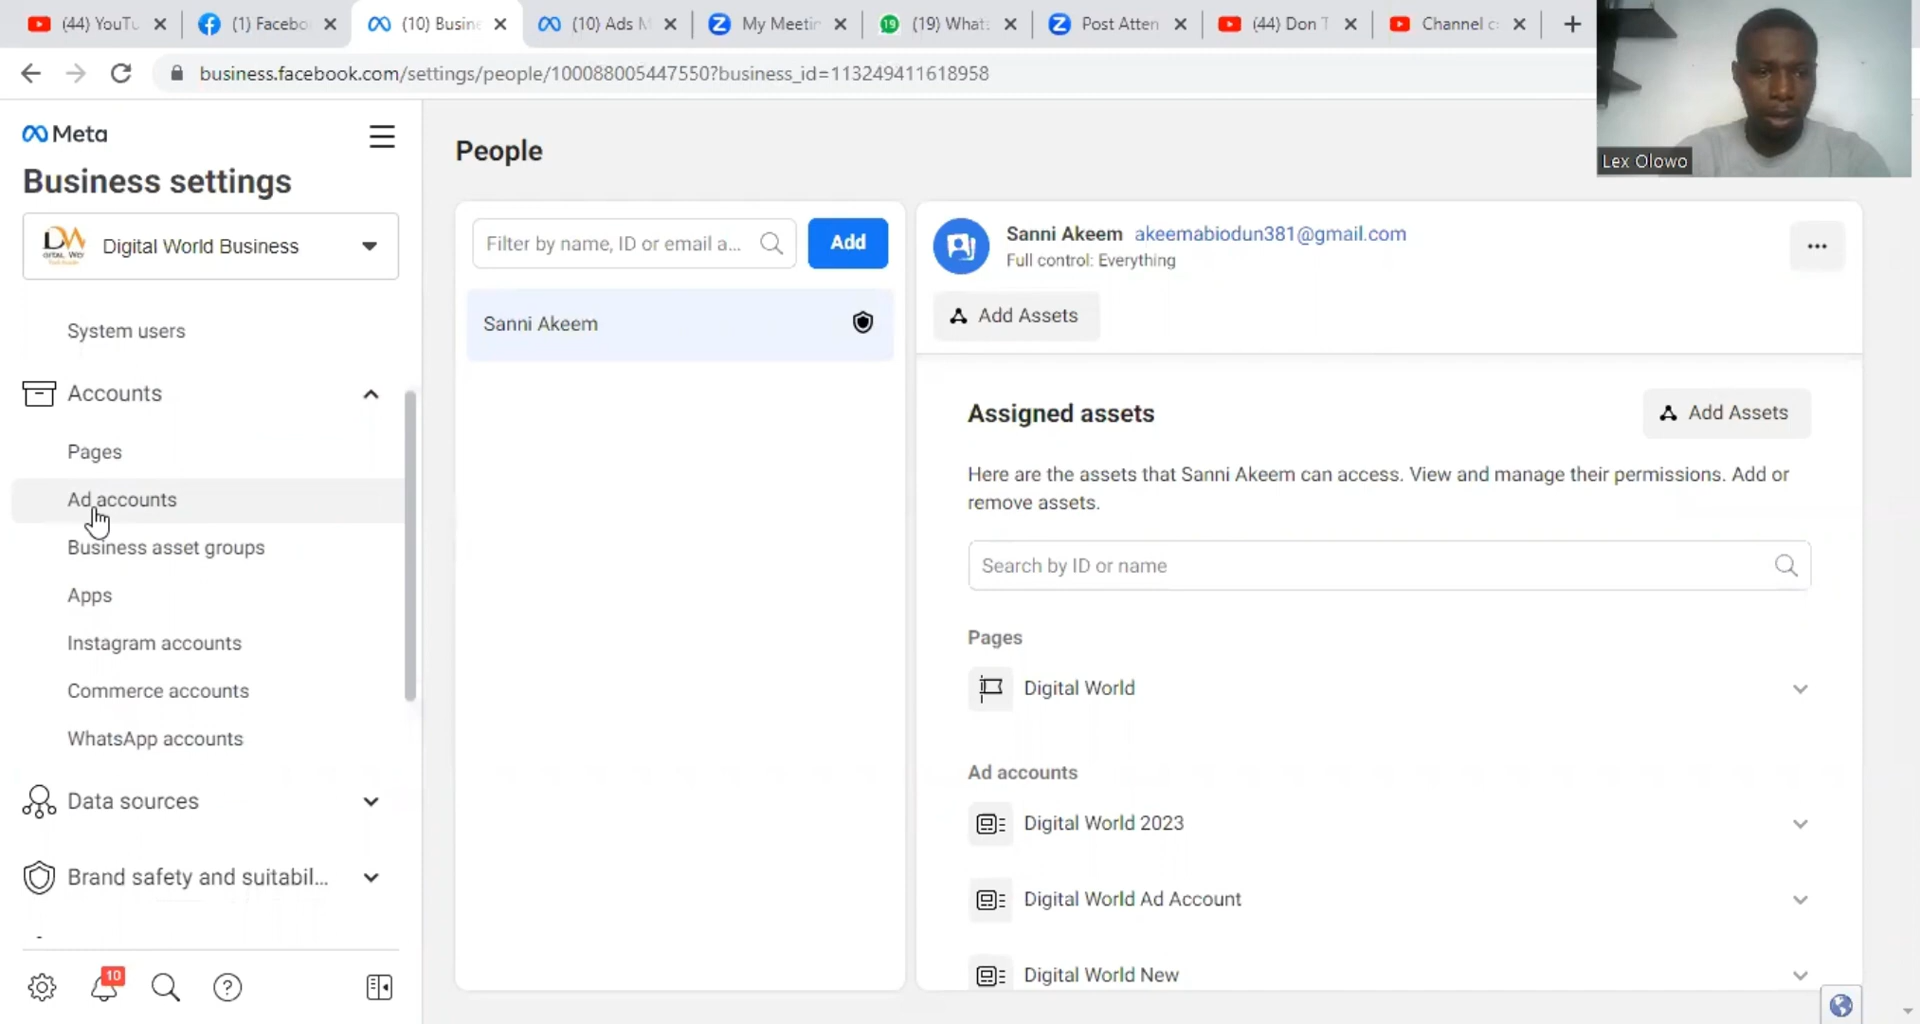 (44) YouTu
(1) Facebo
(10) Busine
(10) Ads M
My Meetin
(19) Whats
Post Atten
(44) Don T
Channel c
business.facebook.com/settings/people/100088005447550?business_id=113249411618958
Lex Olowo
Meta
Business settings
Digital World Business
System users
Accounts
Pages
Ad accounts
Business asset groups
Apps
Instagram accounts
Commerce accounts
WhatsApp accounts
Data sources
Brand safety and suitabil...
10
People
Filter by name, ID or email a...
Add
Sanni Akeem
Sanni Akeem akeemabiodun381@gmail.com
Full control: Everything
Add Assets
Assigned assets
Add Assets
Here are the assets that Sanni Akeem can access. View and manage their permissions. Add or
remove assets.
Search by ID or name
Pages
Digital World
Ad accounts
Digital World 2023
Digital World Ad Account
Digital World New